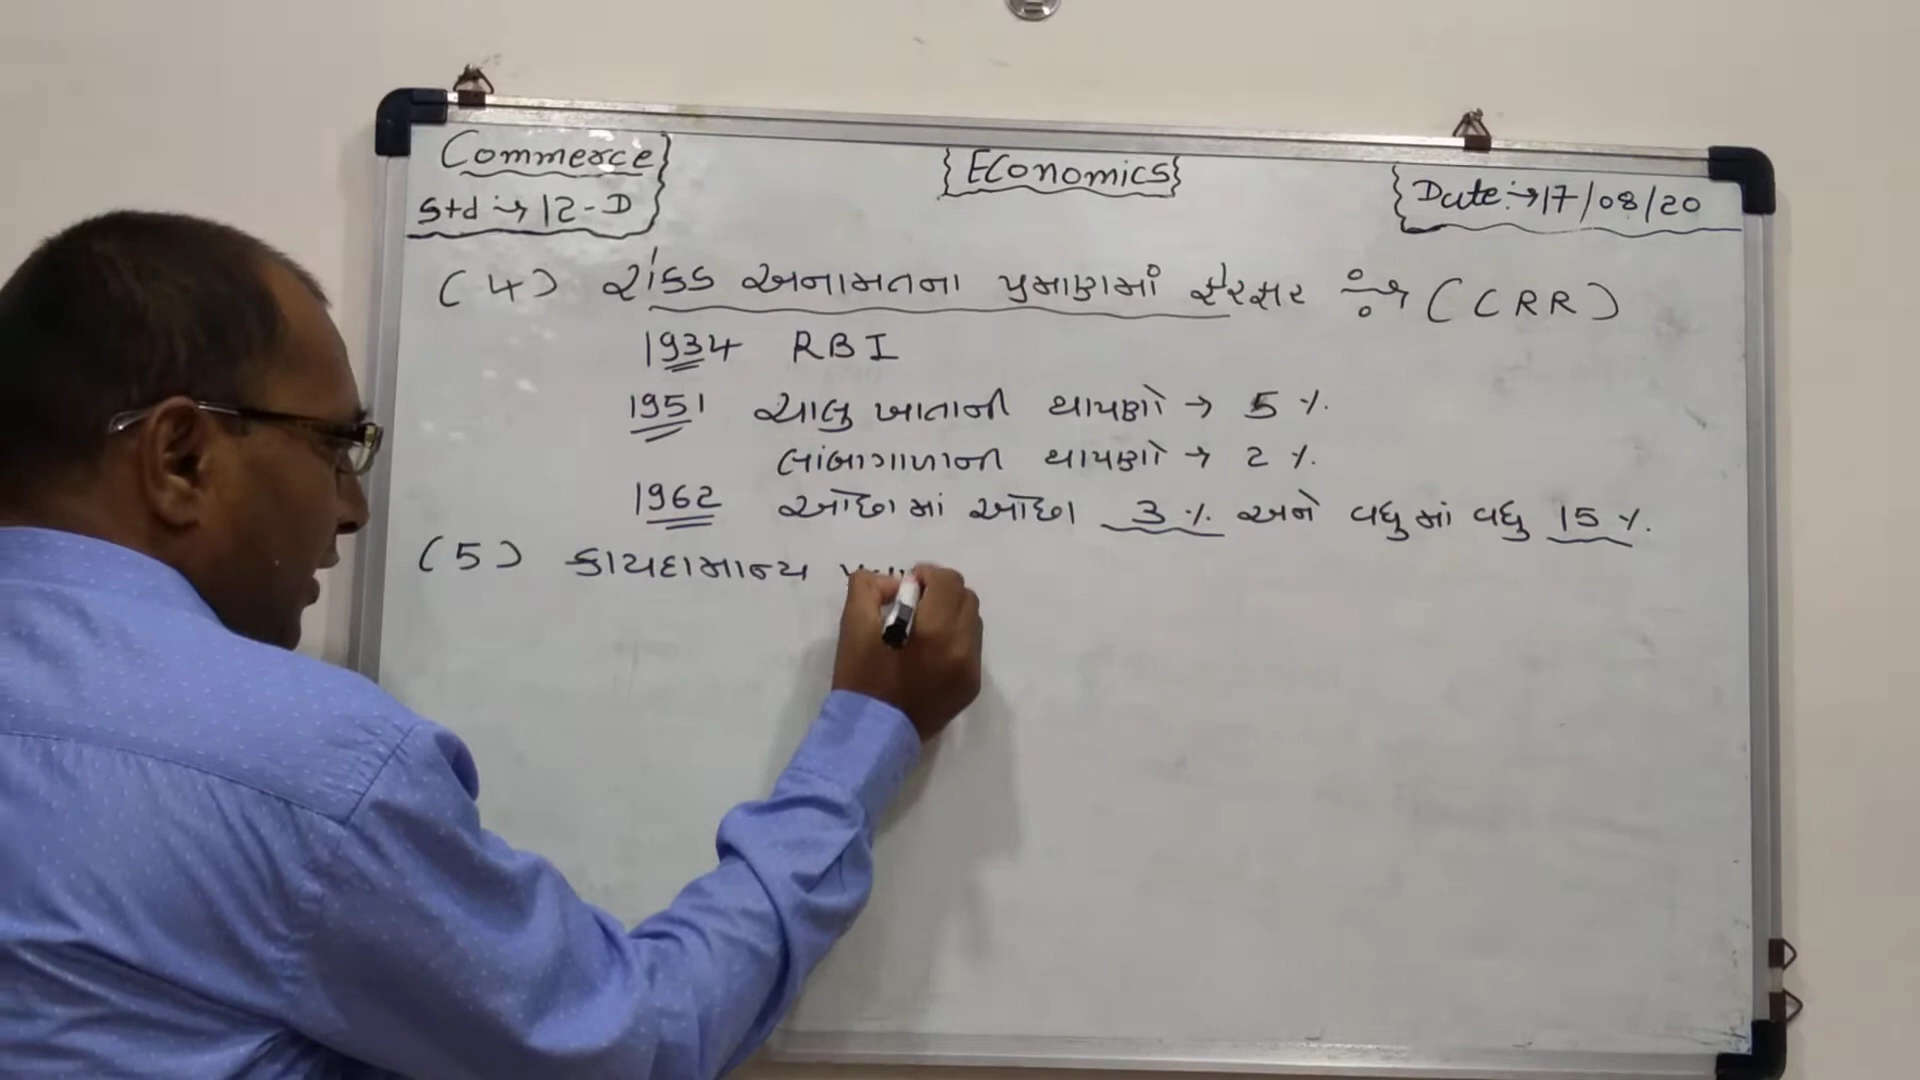 Commerce
Std:→ 12-D
Economics
Date:→ 17/08/20
(4) રોકડ અનામતના પ્રમાણમાં ફેરફાર :→ (CRR)
1934 RBI
1951 ચાલુ ખાતાની થાપણો → 5 %.
લાંબાગાળાની થાપણો → 2 %.
1962 ઓછામાં ઓછા 3 %. અને વધુમાં વધુ 15 %.
(5) કાયદામાન્ય